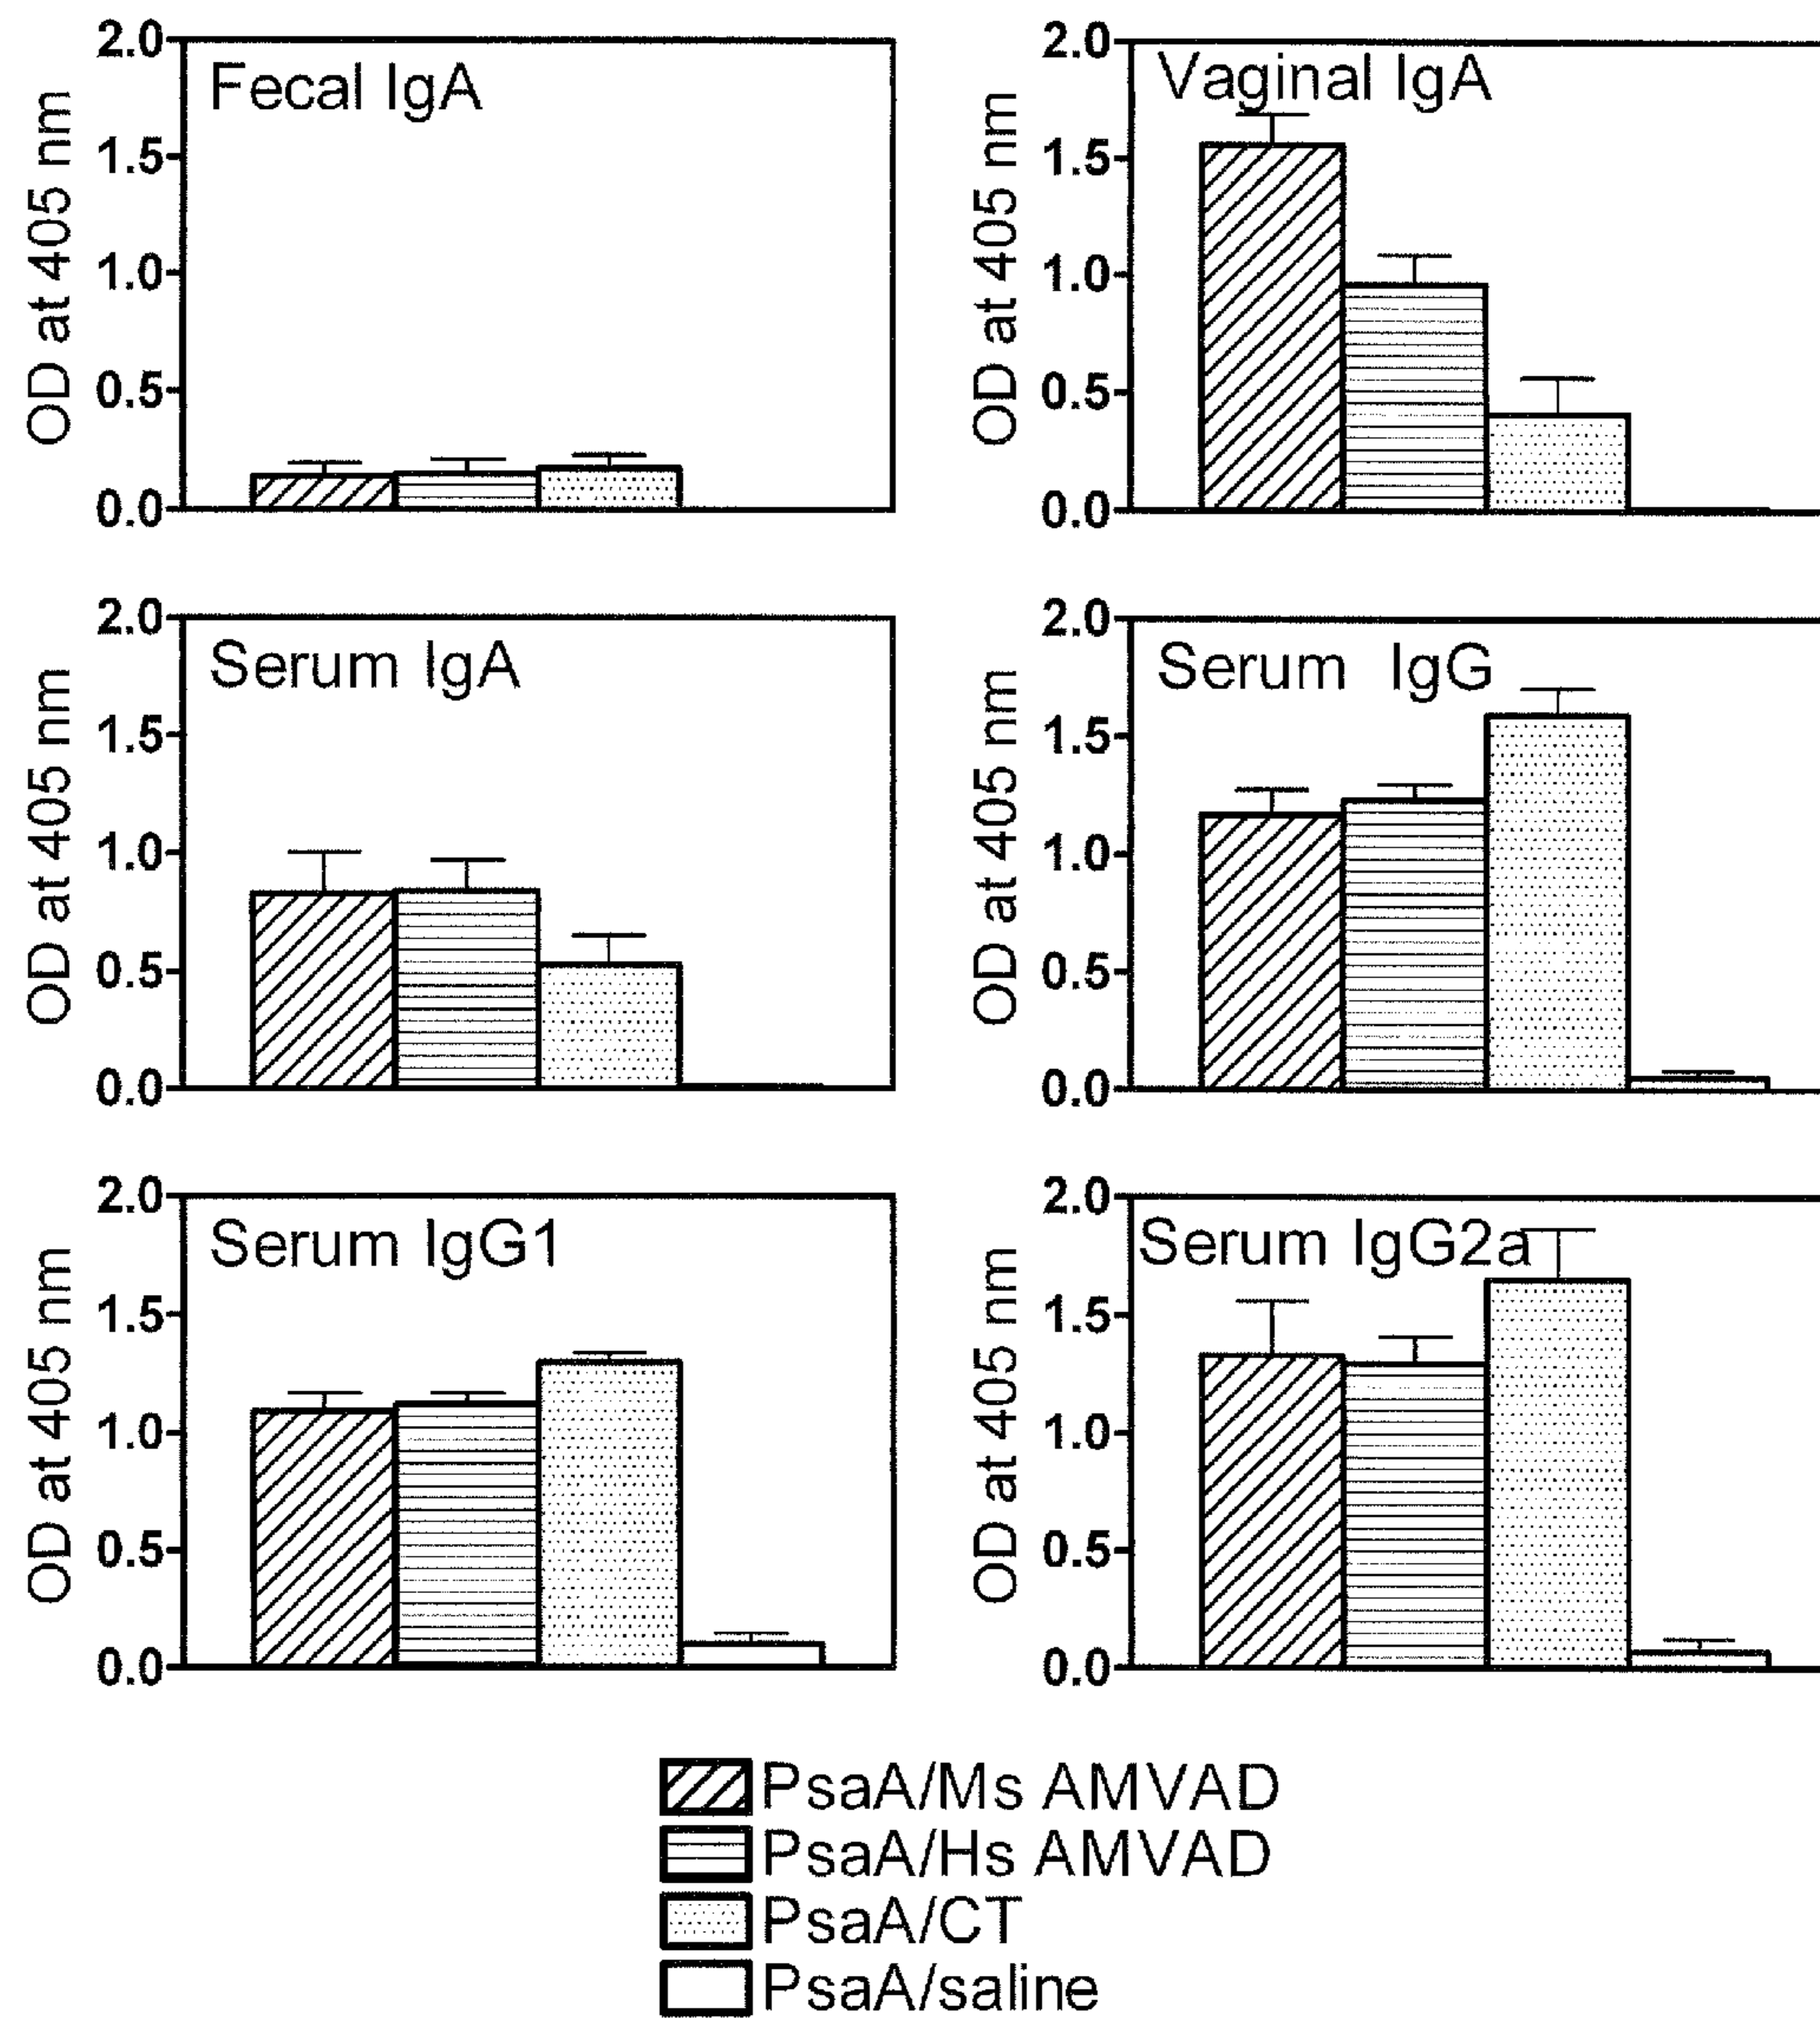 Fecal IgA
OD at 405 nm
2.0
1.5
1.0
0.5
0.0
Vaginal IgA
OD at 405 nm
2.0
1.5
1.0
0.5
0.0
Serum IgA
OD at 405 nm
2.0
1.5
1.0
0.5
0.0
Serum IgG
OD at 405 nm
2.0
1.5
1.0
0.5
0.0
Serum IgG1
OD at 405 nm
2.0
1.5
1.0
0.5
0.0
Serum IgG2a
OD at 405 nm
2.0
1.5
1.0
0.5
0.0
PsaA/Ms AMVAD
PsaA/Hs AMVAD
PsaA/CT
PsaA/saline